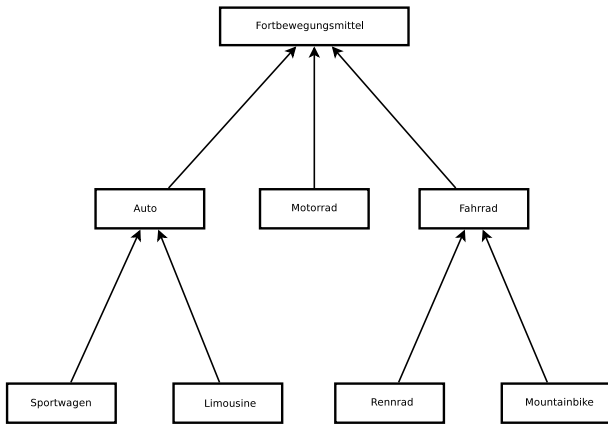 Fortbewegungsmittel
Auto
Motorrad
Fahrrad
Sportwagen
Limousine
Rennrad
Mountainbike